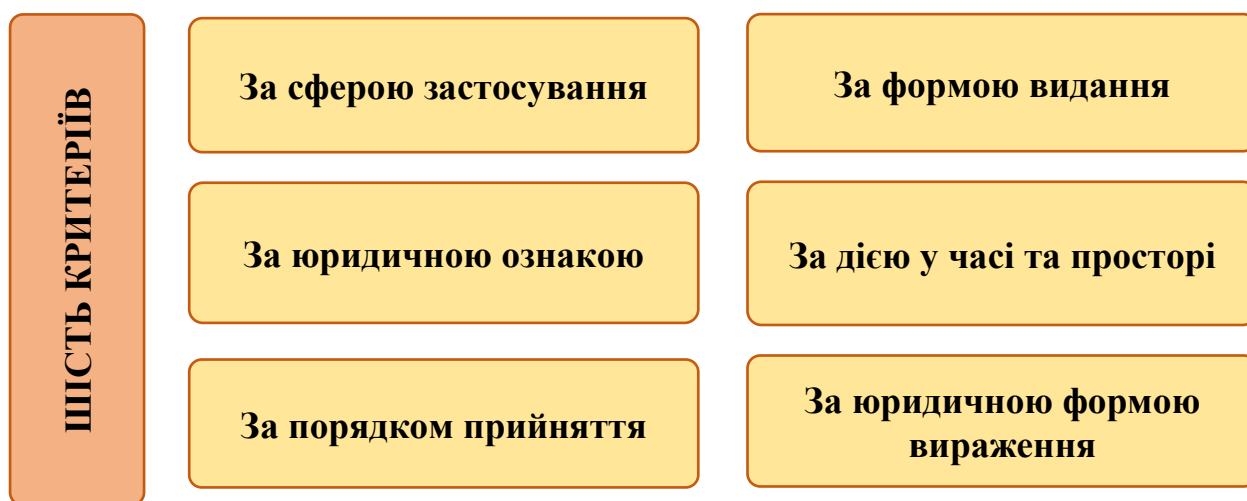 ШІСТЬ КРИТЕРІЇВ
За сферою застосування
За формою видання
За юридичною ознакою
За дією у часі та просторі
За порядком прийняття
За юридичною формою
вираження